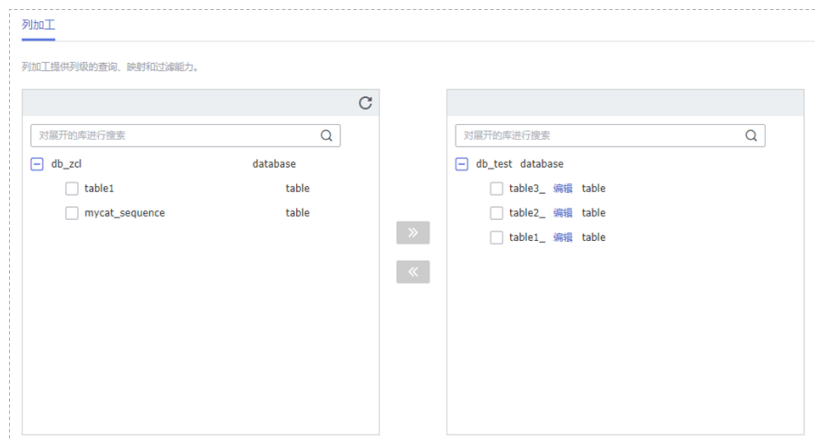 列加工
列加工提供列级的查询、映射和过滤能力。
对展开的库进行搜索
db_zcl database
table1 table
mycat_sequence table
对展开的库进行搜索
db_test database
table3_ 编辑 table
table2_ 编辑 table
table1_ 编辑 table